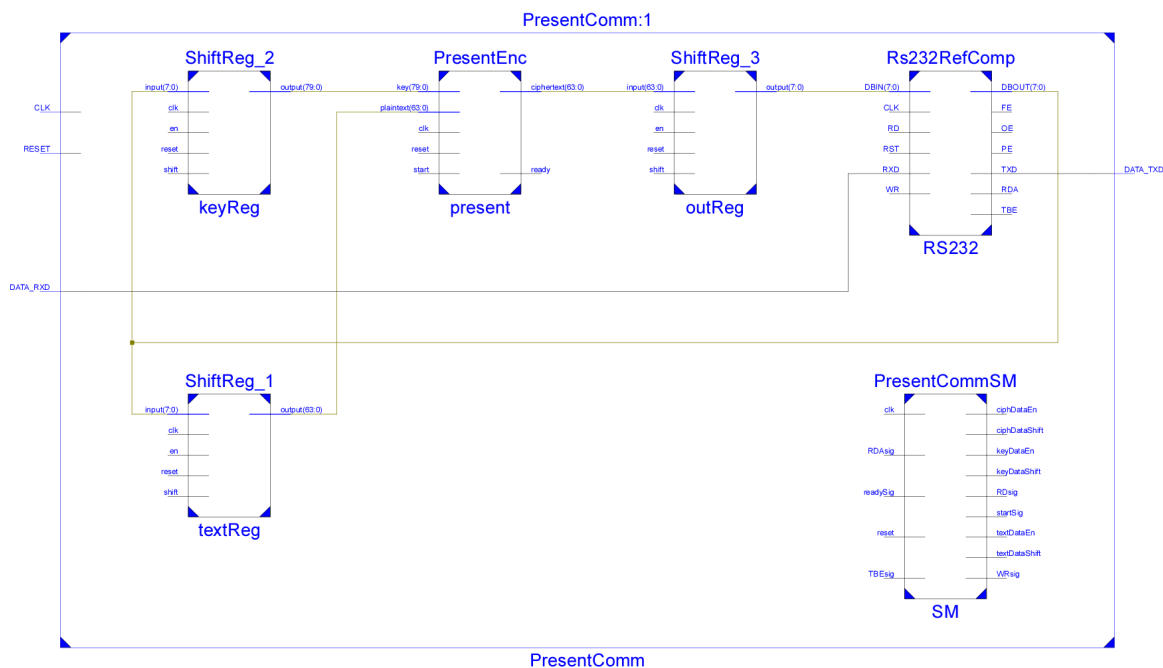 PresentComm:1
ShiftReg_2
PresentEnc
ShiftReg_3
Rs232RefComp
input(7:0)
output(79:0)
clk
en
reset
shift
keyReg
key(79:0)
ciphertext(63:0)
plaintext(63:0)
clk
reset
start
ready
present
input(63:0)
output(7:0)
clk
en
reset
shift
outReg
DBIN(7:0)
DBOUT(7:0)
CLK
FE
RD
OE
RST
PE
RXD
TXD
WR
RDA
TBE
RS232
CLK
RESET
DATA_TXD
DATA_RXD
ShiftReg_1
input(7:0)
output(63:0)
clk
en
reset
shift
textReg
PresentCommSM
clk
ciphDataEn
ciphDataShift
RDAsig
keyDataEn
keyDataShift
readySig
RDsig
startSig
reset
textDataEn
textDataShift
TBEsig
WRsig
SM
PresentComm